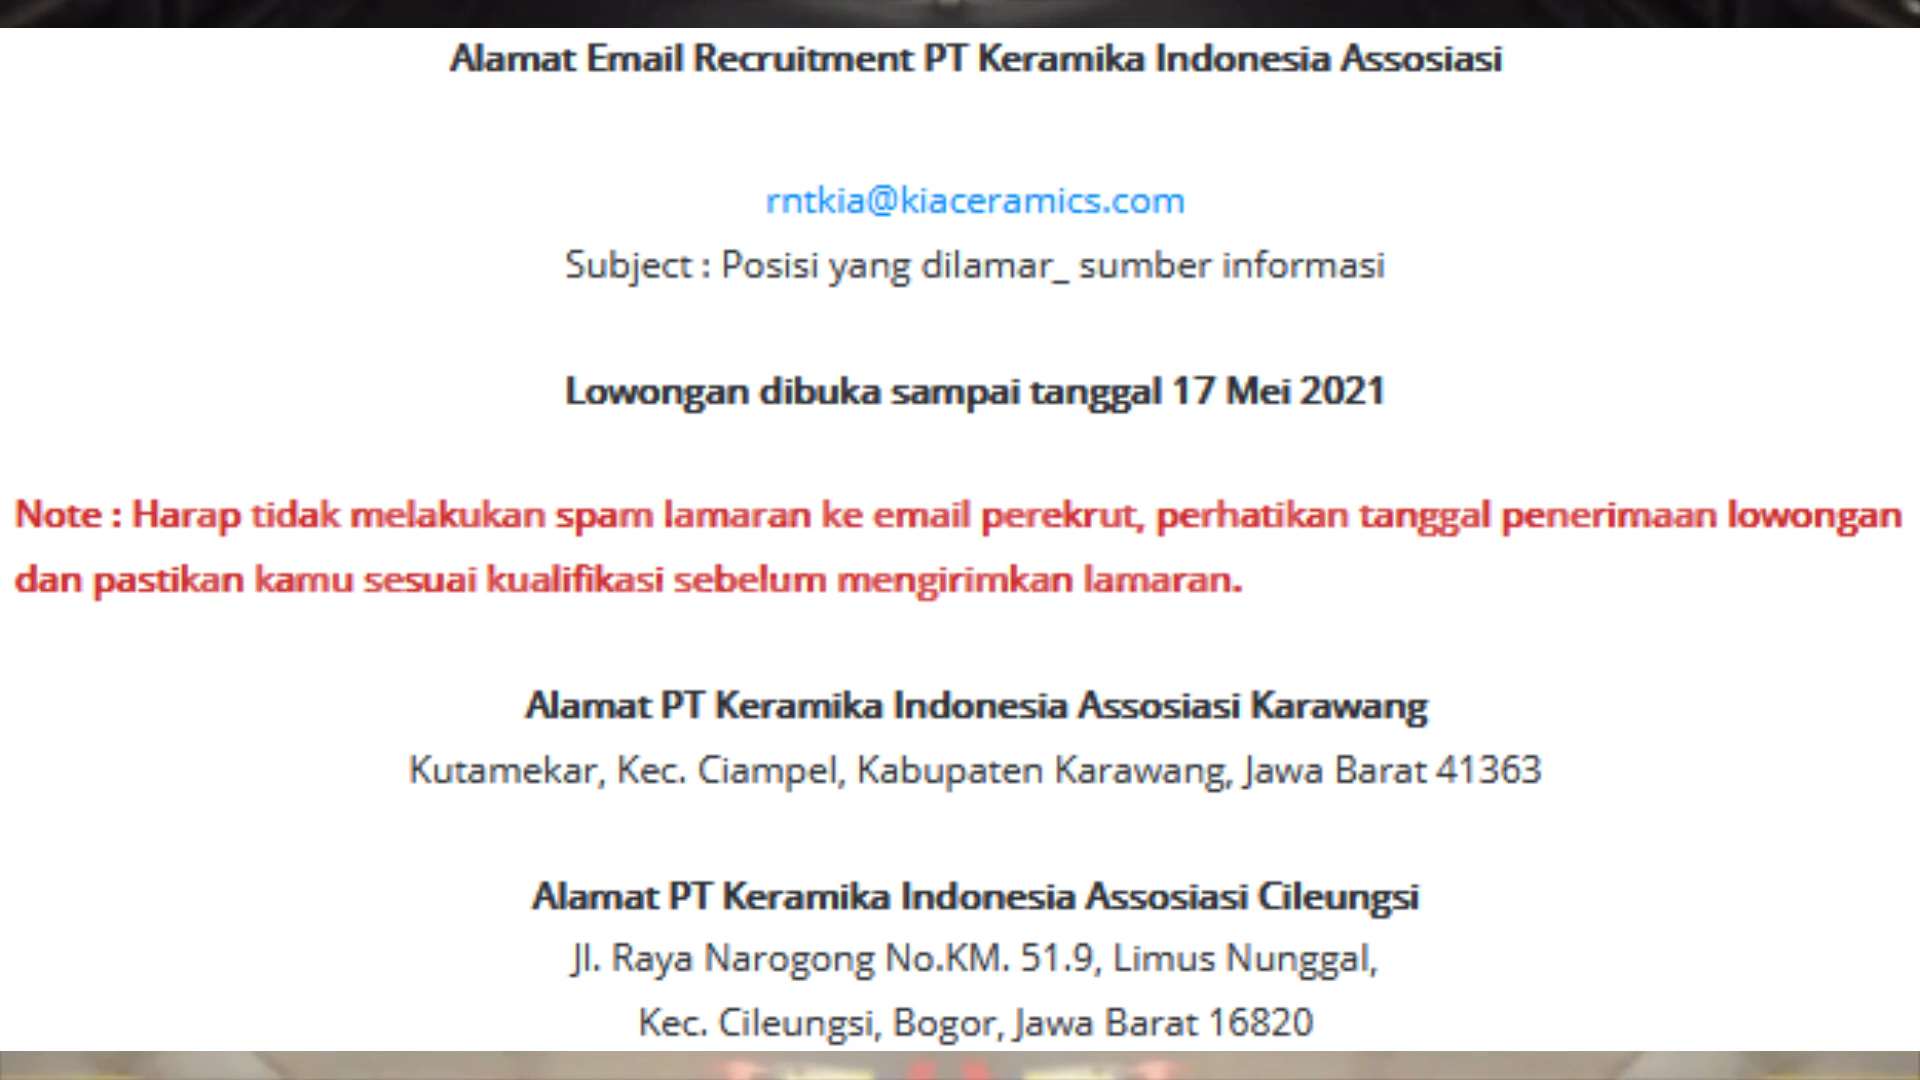 Alamat Email Recruitment PT Keramika Indonesia Assosiasi
rntkia@kiaceramics.com
Subject : Posisi yang dilamar_ sumber informasi
Lowongan dibuka sampai tanggal 17 Mei 2021
Note : Harap tidak melakukan spam lamaran ke email perekrut, perhatikan tanggal penerimaan lowongan
dan pastikan kamu sesuai kualifikasi sebelum mengirimkan lamaran.
Alamat PT Keramika Indonesia Assosiasi Karawang
Kutamekar, Kec. Ciampel, Kabupaten Karawang, Jawa Barat 41363
Alamat PT Keramika Indonesia Assosiasi Cileungsi
Jl. Raya Narogong No.KM. 51.9, Limus Nunggal,
Kec. Cileungsi, Bogor, Jawa Barat 16820